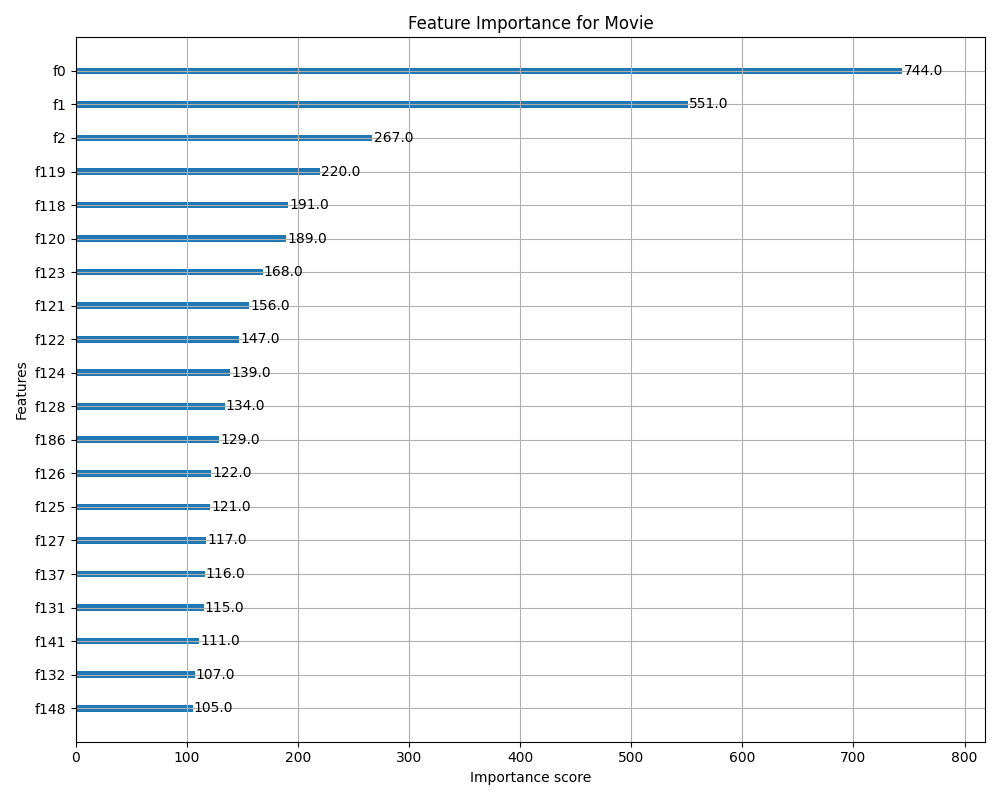 Feature Importance for Movie
f0 744.0
f1 551.0
f2 267.0
f119 220.0
f118 191.0
f120 189.0
f123 168.0
f121 156.0
f122 147.0
f124 139.0
f128 134.0
f186 129.0
f126 122.0
f125 121.0
f127 117.0
f137 116.0
f131 115.0
f141 111.0
f132 107.0
f148 105.0
Features
0 100 200 300 400 500 600 700 800
Importance score